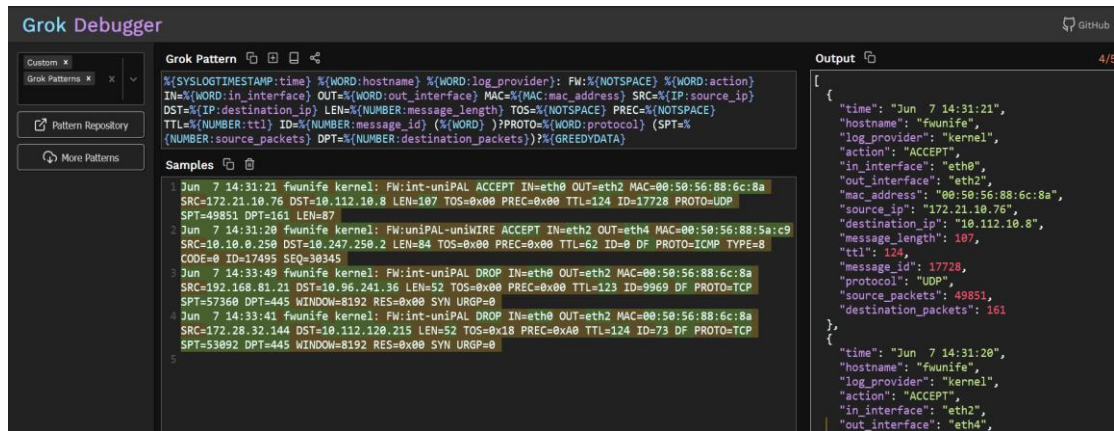 Grok Debugger
GitHub
Custom x
Grok Patterns x
x
Pattern Repository
More Patterns
Grok Pattern
%{SYSLOGTIMESTAMP:time} %{WORD:hostname} %{WORD:log_provider}: FW:%{NOTSPACE} %{WORD:action}
IN=%{WORD:in_interface} OUT=%{WORD:out_interface} MAC=%{MAC:mac_address} SRC=%{IP:source_ip}
DST=%{IP:destination_ip} LEN=%{NUMBER:message_length} TOS=%{NOTSPACE} PREC=%{NOTSPACE}
TTL=%{NUMBER:ttl} ID=%{NUMBER:message_id} (%{WORD} )?PROTO=%{WORD:protocol} (SPT=%
{NUMBER:source_packets} DPT=%{NUMBER:destination_packets})?%{GREEDYDATA}
Samples
1 Jun  7 14:31:21 fwunife kernel: FW:int-uniPAL ACCEPT IN=eth0 OUT=eth2 MAC=00:50:56:88:6c:8a
SRC=172.21.10.76 DST=10.112.10.8 LEN=107 TOS=0x00 PREC=0x00 TTL=124 ID=17728 PROTO=UDP
SPT=49851 DPT=161 LEN=87
2 Jun  7 14:31:20 fwunife kernel: FW:uniPAL-uniWIRE ACCEPT IN=eth2 OUT=eth4 MAC=00:50:56:88:5a:c9
SRC=10.10.0.250 DST=10.247.250.2 LEN=84 TOS=0x00 PREC=0x00 TTL=62 ID=0 DF PROTO=ICMP TYPE=8
CODE=0 ID=17495 SEQ=30345
3 Jun  7 14:33:49 fwunife kernel: FW:int-uniPAL DROP IN=eth0 OUT=eth2 MAC=00:50:56:88:6c:8a
SRC=192.168.81.21 DST=10.96.241.36 LEN=52 TOS=0x00 PREC=0x00 TTL=123 ID=9969 DF PROTO=TCP
SPT=57360 DPT=445 WINDOW=8192 RES=0x00 SYN URGP=0
4 Jun  7 14:33:41 fwunife kernel: FW:int-uniPAL DROP IN=eth0 OUT=eth2 MAC=00:50:56:88:6c:8a
SRC=172.28.32.144 DST=10.112.120.215 LEN=52 TOS=0x18 PREC=0xA0 TTL=124 ID=73 DF PROTO=TCP
SPT=53092 DPT=445 WINDOW=8192 RES=0x00 SYN URGP=0
5
Output
4/5
[
{
"time": "Jun  7 14:31:21",
"hostname": "fwunife",
"log_provider": "kernel",
"action": "ACCEPT",
"in_interface": "eth0",
"out_interface": "eth2",
"mac_address": "00:50:56:88:6c:8a",
"source_ip": "172.21.10.76",
"destination_ip": "10.112.10.8",
"message_length": 107,
"ttl": 124,
"message_id": 17728,
"protocol": "UDP",
"source_packets": 49851,
"destination_packets": 161
},
{
"time": "Jun  7 14:31:20",
"hostname": "fwunife",
"log_provider": "kernel",
"action": "ACCEPT",
"in_interface": "eth2",
"out_interface": "eth4",